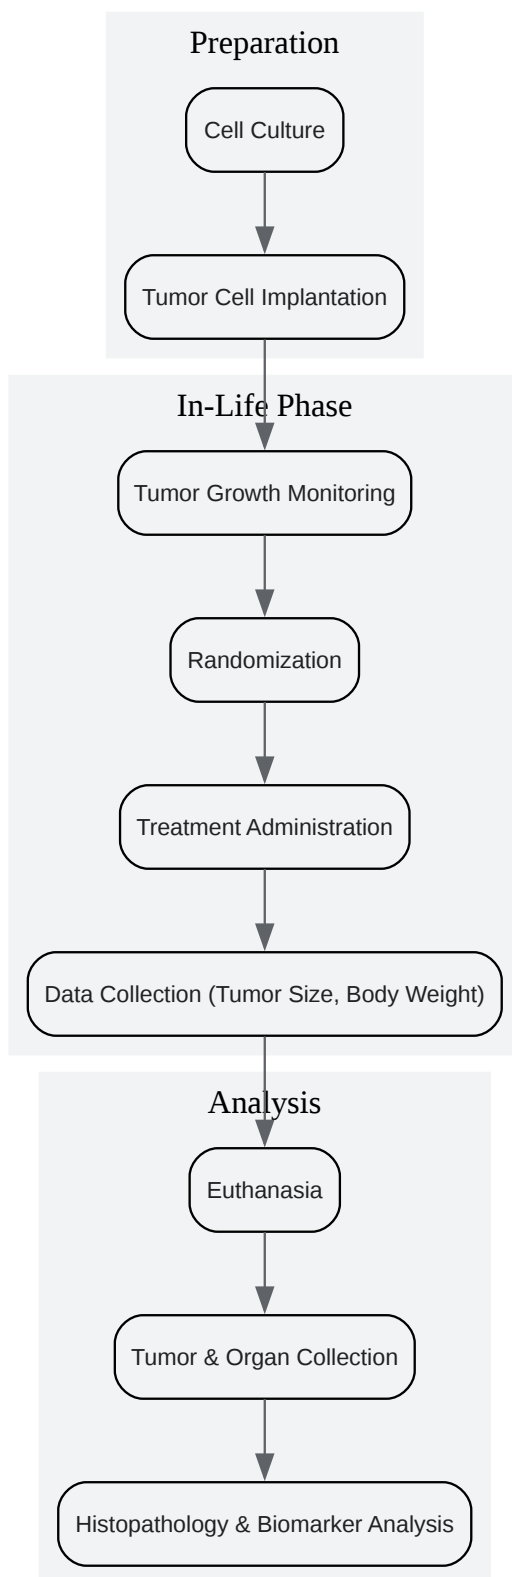 Preparation
Cell Culture
Tumor Cell Implantation
In-Life Phase
Tumor Growth Monitoring
Randomization
Treatment Administration
Data Collection (Tumor Size, Body Weight)
Analysis
Euthanasia
Tumor & Organ Collection
Histopathology & Biomarker Analysis